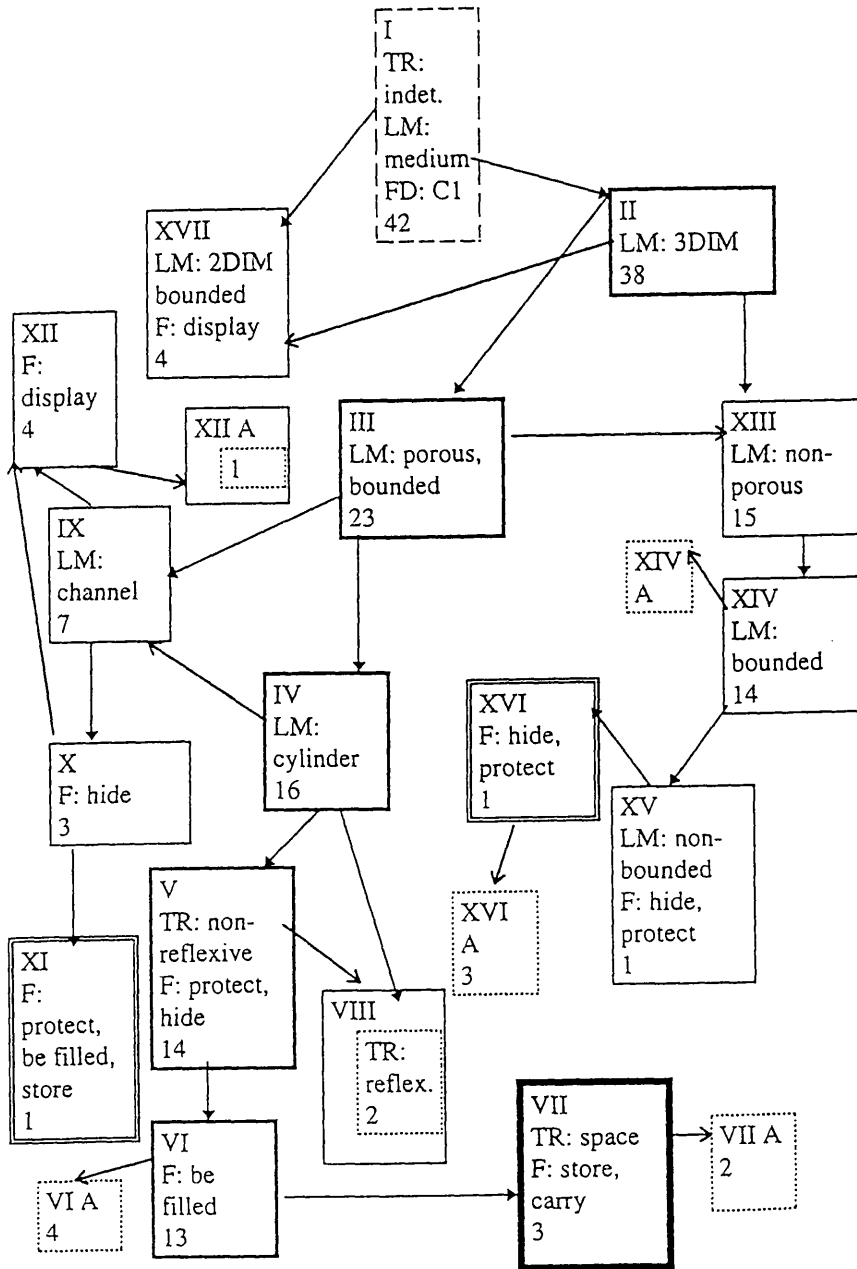 I
TR:
indet.
LM:
medium
FD: C1
42
II
LM: 3DIM
38
XVII
LM: 2DIM
bounded
F: display
4
XII
F:
display
4
XII A
1
III
LM: porous,
bounded
23
XIII
LM: non-
porous
15
IX
LM:
channel
7
XIV
A
XIV
LM:
bounded
14
IV
LM:
cylinder
16
XVI
F: hide,
protect
1
X
F: hide
3
XV
LM: non-
bounded
F: hide,
protect
1
V
TR: non-
reflexive
F: protect,
hide
14
XVI
A
3
XI
F:
protect,
be filled,
store
1
VIII
TR:
reflex.
2
VI
F: be
filled
13
VI A
4
VII
TR: space
F: store,
carry
3
VII A
2